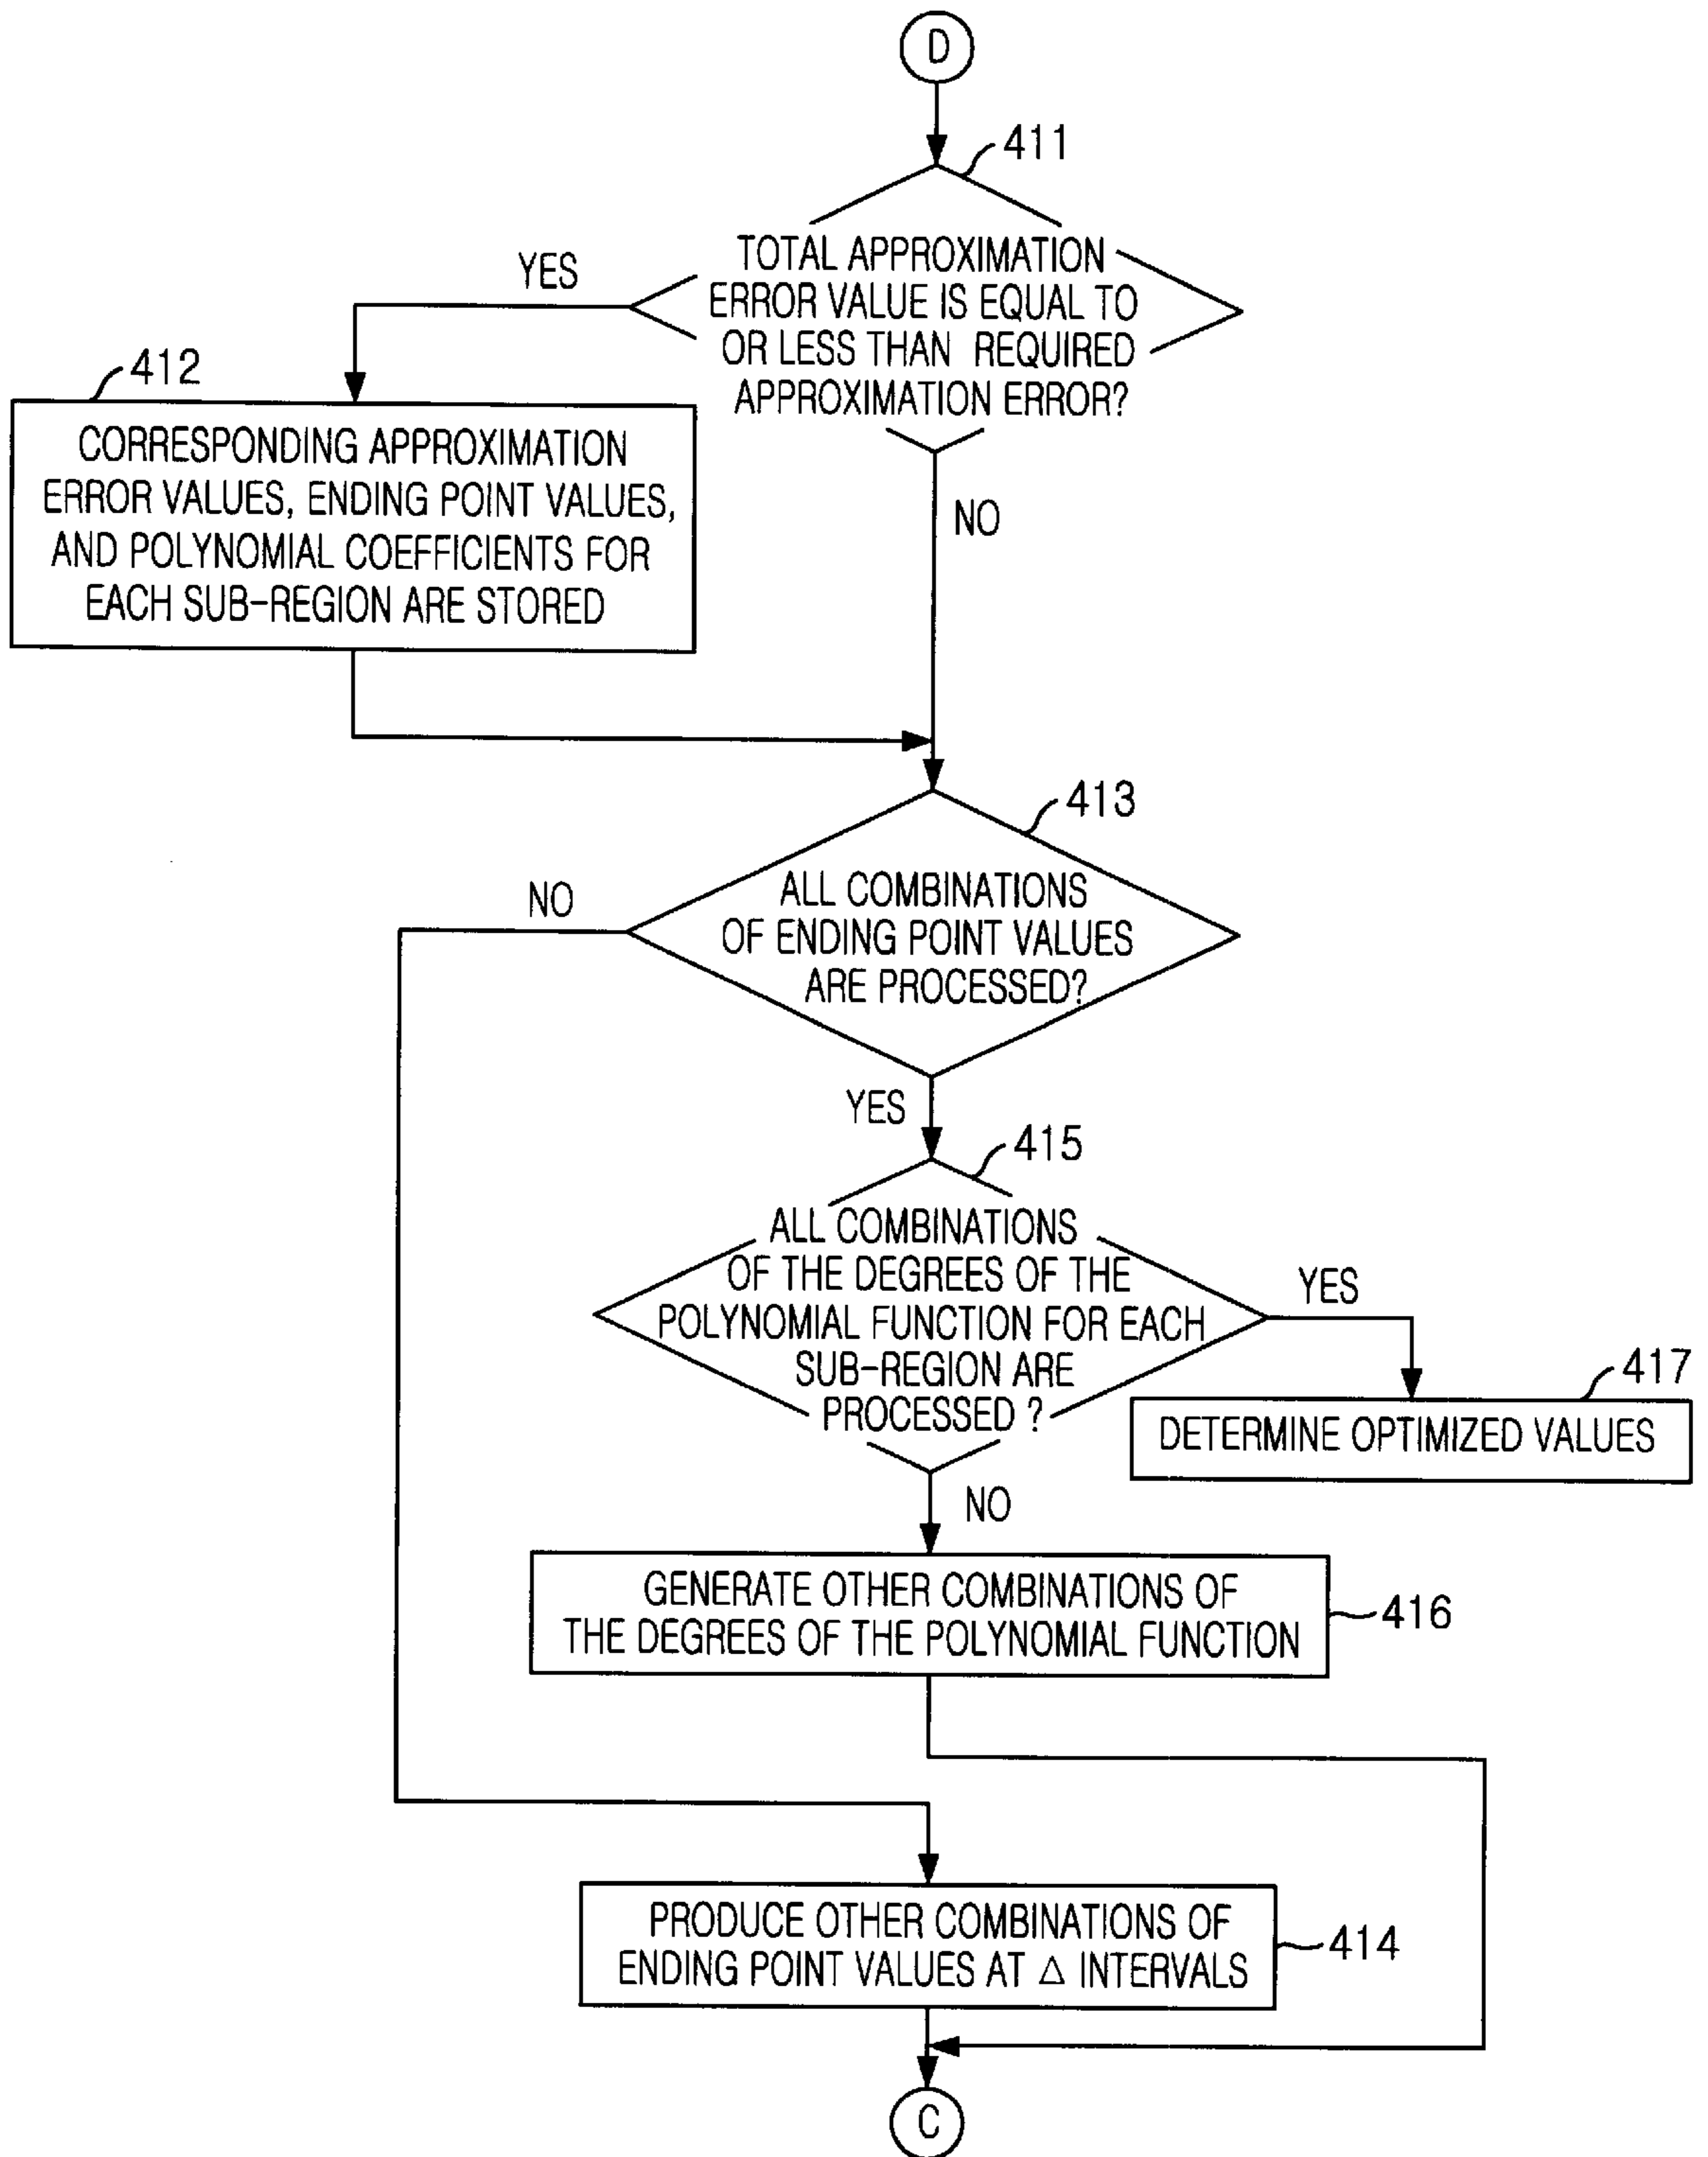 D
411
TOTAL APPROXIMATION
ERROR VALUE IS EQUAL TO
OR LESS THAN REQUIRED
APPROXIMATION ERROR?
YES
NO
412
CORRESPONDING APPROXIMATION
ERROR VALUES, ENDING POINT VALUES,
AND POLYNOMIAL COEFFICIENTS FOR
EACH SUB-REGION ARE STORED
413
ALL COMBINATIONS
OF ENDING POINT VALUES
ARE PROCESSED?
NO
YES
415
ALL COMBINATIONS
OF THE DEGREES OF THE
POLYNOMIAL FUNCTION FOR EACH
SUB-REGION ARE
PROCESSED ?
YES
417
DETERMINE OPTIMIZED VALUES
NO
GENERATE OTHER COMBINATIONS OF
THE DEGREES OF THE POLYNOMIAL FUNCTION
416
PRODUCE OTHER COMBINATIONS OF
ENDING POINT VALUES AT △ INTERVALS
414
C